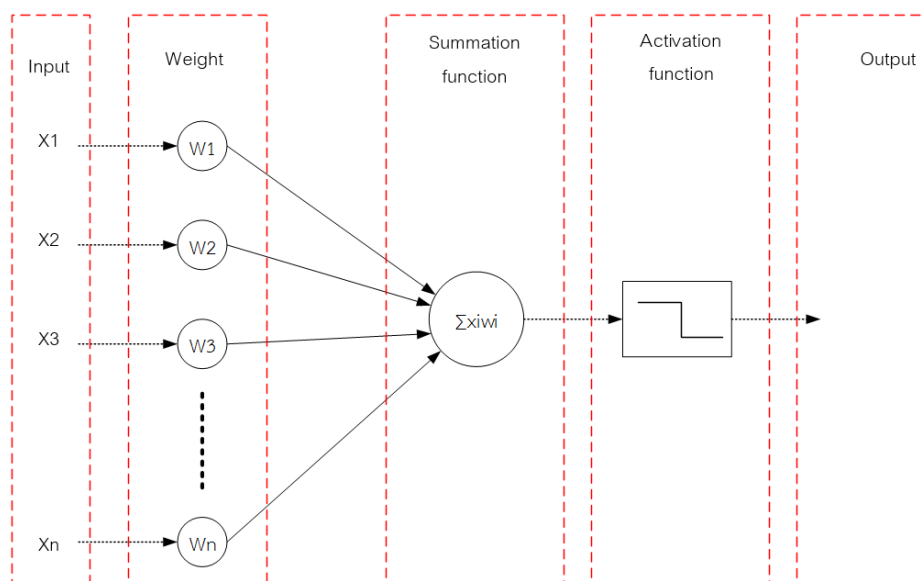 Input
Weight
Summation
function
Activation
function
Output
X1
W1
X2
W2
X3
W3
∑xiwi
Xn
Wn